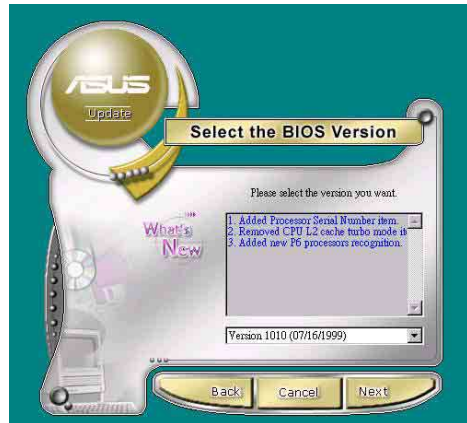 ASUS
Update
Select the BIOS Version
Please select the version you want.
What's
New
1. Added Processor Serial Number item.
2. Removed CPU L2 cache turbo mode it
3. Added new P6 processors recognition.
Version 1010 (07/16/1999)
Back
Cancel
Next